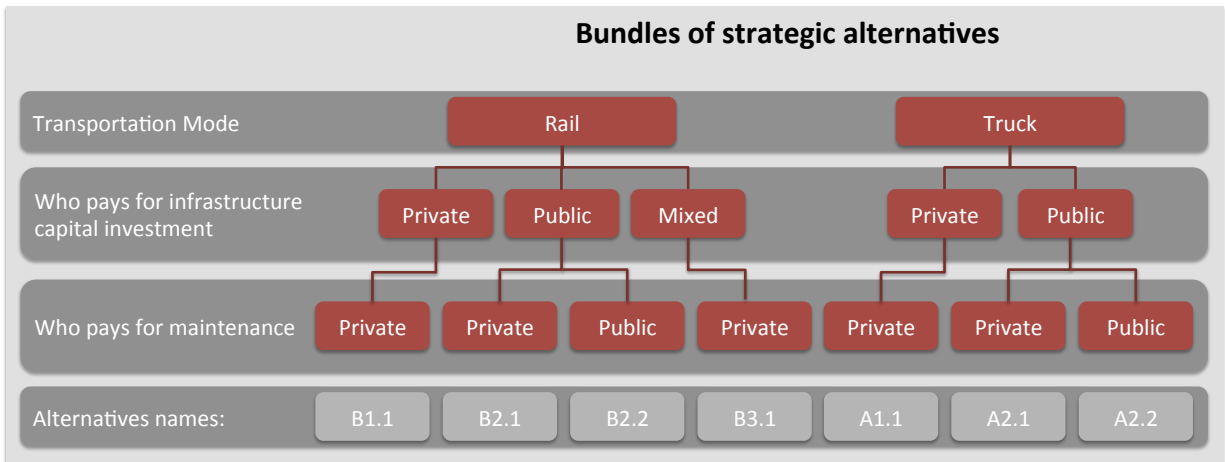 Bundles of strategic alternatives
Transportation Mode
Rail
Truck
Who pays for infrastructure
capital investment
Private
Public
Mixed
Private
Public
Who pays for maintenance
Private
Private
Public
Private
Private
Private
Public
Alternatives names:
B1.1
B2.1
B2.2
B3.1
A1.1
A2.1
A2.2